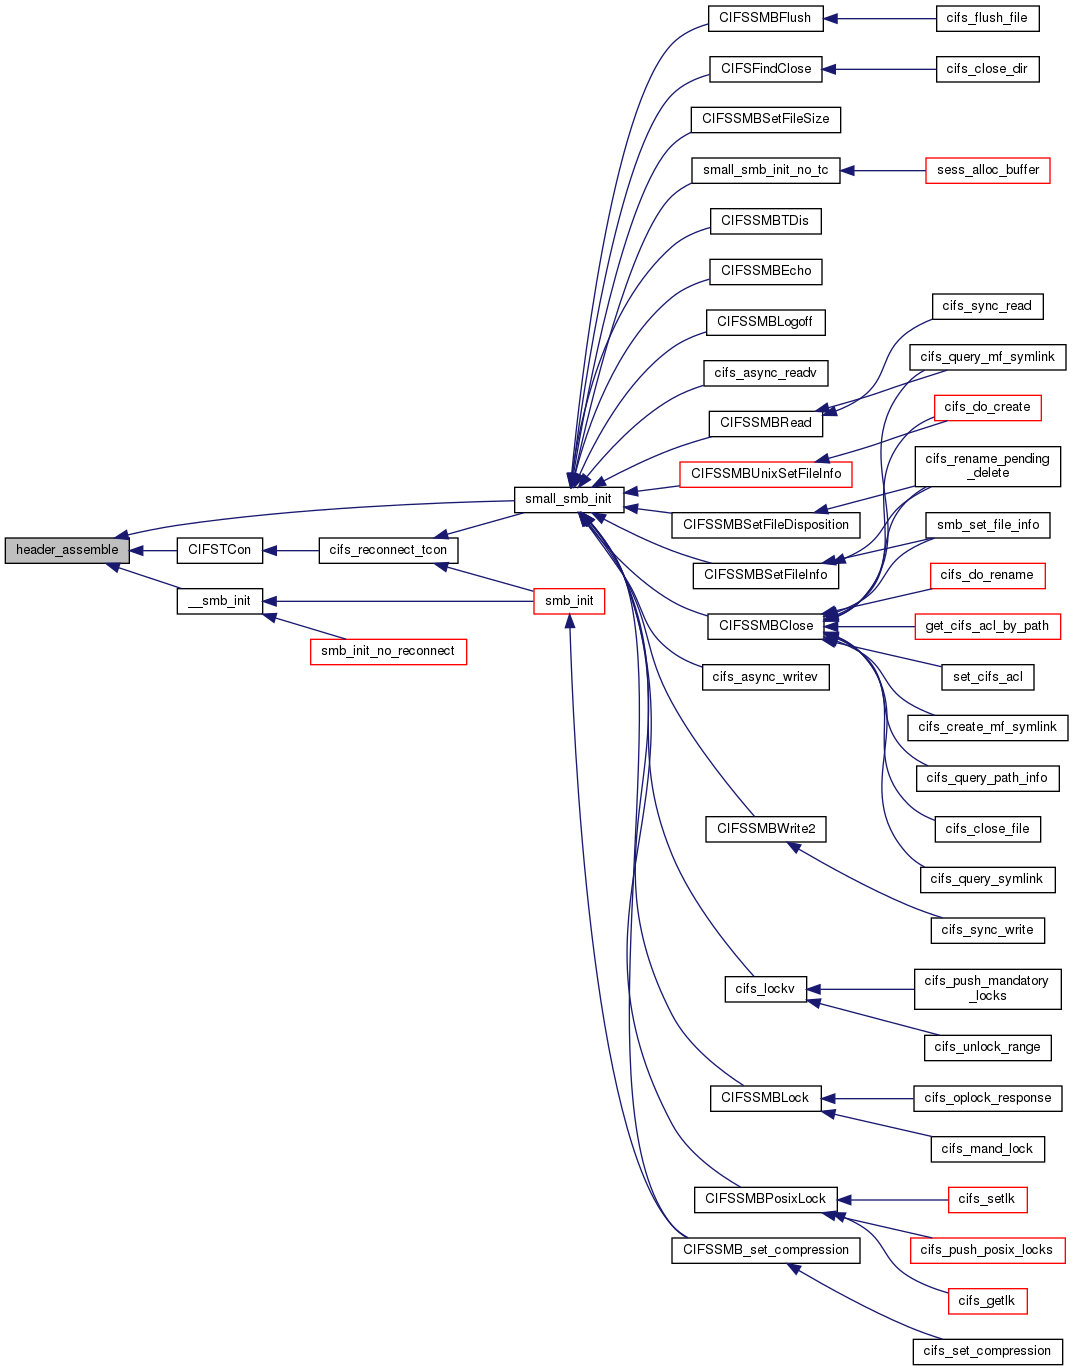 header_assemble
CIFSTCon
__smb_init
cifs_reconnect_tcon
smb_init_no_reconnect
small_smb_init
smb_init
CIFSSMBFlush
CIFSFindClose
CIFSSMBSetFileSize
small_smb_init_no_tc
CIFSSMBTDis
CIFSSMBEcho
CIFSSMBLogoff
cifs_async_readv
CIFSSMBRead
CIFSSMBUnixSetFileInfo
CIFSSMBSetFileDisposition
CIFSSMBSetFileInfo
CIFSSMBClose
cifs_async_writev
CIFSSMBWrite2
cifs_lockv
CIFSSMBLock
CIFSSMBPosixLock
CIFSSMB_set_compression
cifs_flush_file
cifs_close_dir
sess_alloc_buffer
cifs_sync_read
cifs_query_mf_symlink
cifs_do_create
cifs_rename_pending
_delete
smb_set_file_info
cifs_do_rename
get_cifs_acl_by_path
set_cifs_acl
cifs_create_mf_symlink
cifs_query_path_info
cifs_close_file
cifs_query_symlink
cifs_sync_write
cifs_push_mandatory
_locks
cifs_unlock_range
cifs_oplock_response
cifs_mand_lock
cifs_setlk
cifs_push_posix_locks
cifs_getlk
cifs_set_compression